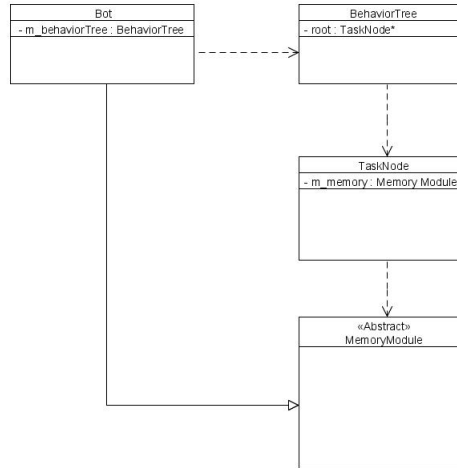 Bot
- m_behaviorTree : BehaviorTree
BehaviorTree
- root : TaskNode*
TaskNode
- m_memory : Memory Module
«Abstract»
MemoryModule